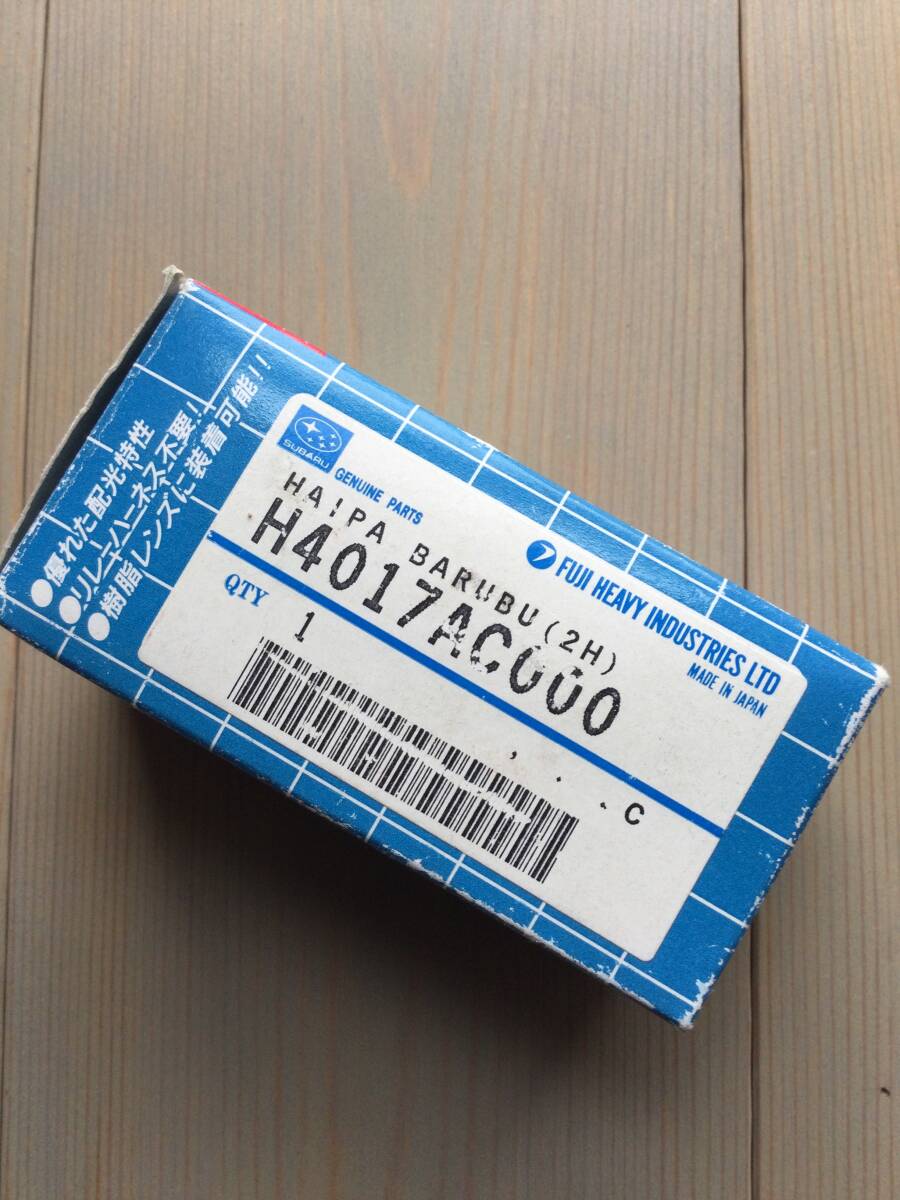 ●優れた配光特性
●リレーハーネス不要!!
●樹脂レンズに装着可能!!
SUBARU
GENUINE PARTS
FUJI HEAVY INDUSTRIES LTD
MADE IN JAPAN
HAIPA BARUBU(2H)
H4017AC000
QTY
1
C